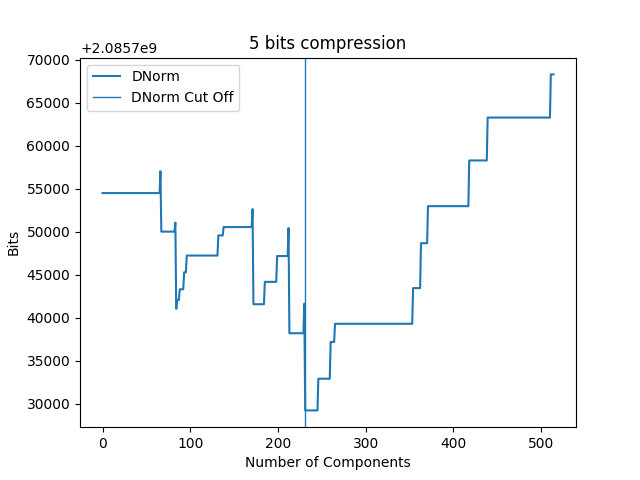 5 bits compression
+2.0857e9
70000
65000
60000
55000
50000
45000
40000
35000
30000
Bits
DNorm
DNorm Cut Off
0 100 200 300 400 500
Number of Components